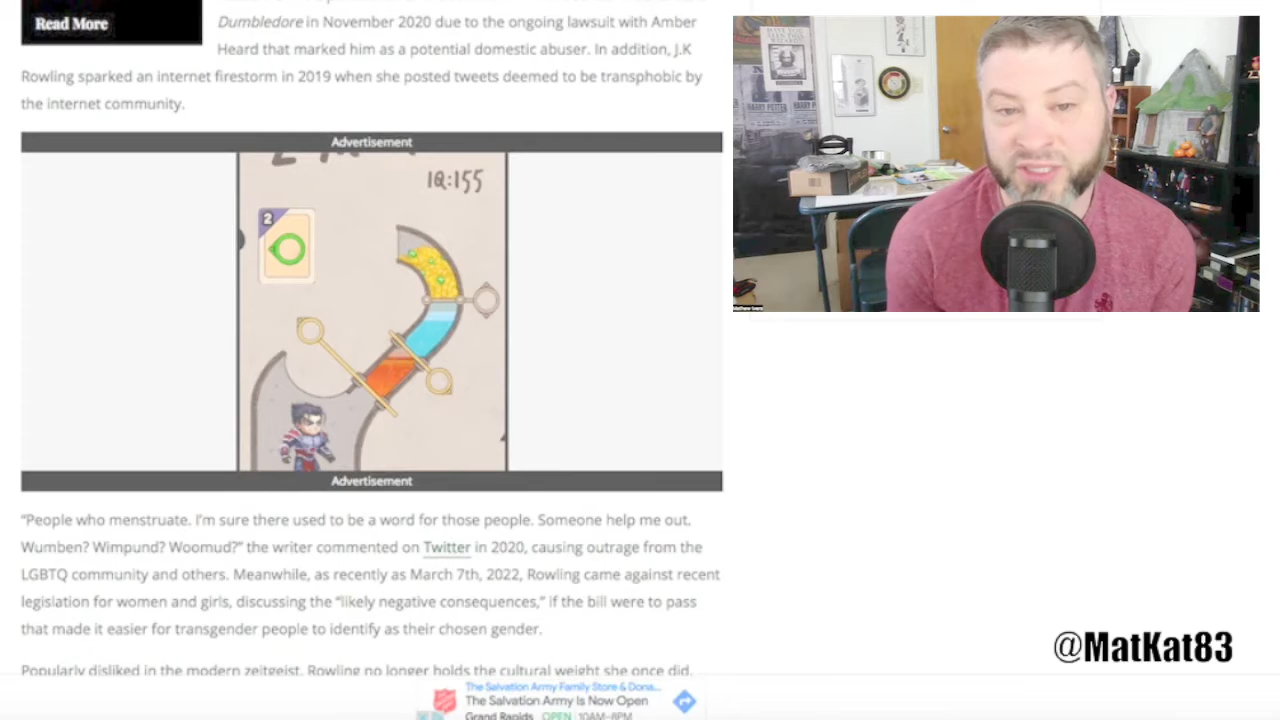 Read More
Dumbledore in November 2020 due to the ongoing lawsuit with Amber
Heard that marked him as a potential domestic abuser. In addition, J.K
Rowling sparked an internet firestorm in 2019 when she posted tweets deemed to be transphobic by
the internet community.
Advertisement
IQ:155
2
Advertisement
“People who menstruate. I’m sure there used to be a word for those people. Someone help me out.
Wumben? Wimpund? Woomud?” the writer commented on Twitter in 2020, causing outrage from the
LGBTQ community and others. Meanwhile, as recently as March 7th, 2022, Rowling came against recent
legislation for women and girls, discussing the “likely negative consequences,” if the bill were to pass
that made it easier for transgender people to identify as their chosen gender.
Popularly disliked in the modern zeitgeist, Rowling no longer holds the cultural weight she once did.
HARRY POTTER
@MatKat83
The Salvation Army Family Store & Dona...
The Salvation Army Is Now Open
Grand Rapids OPEN 10AM–8PM